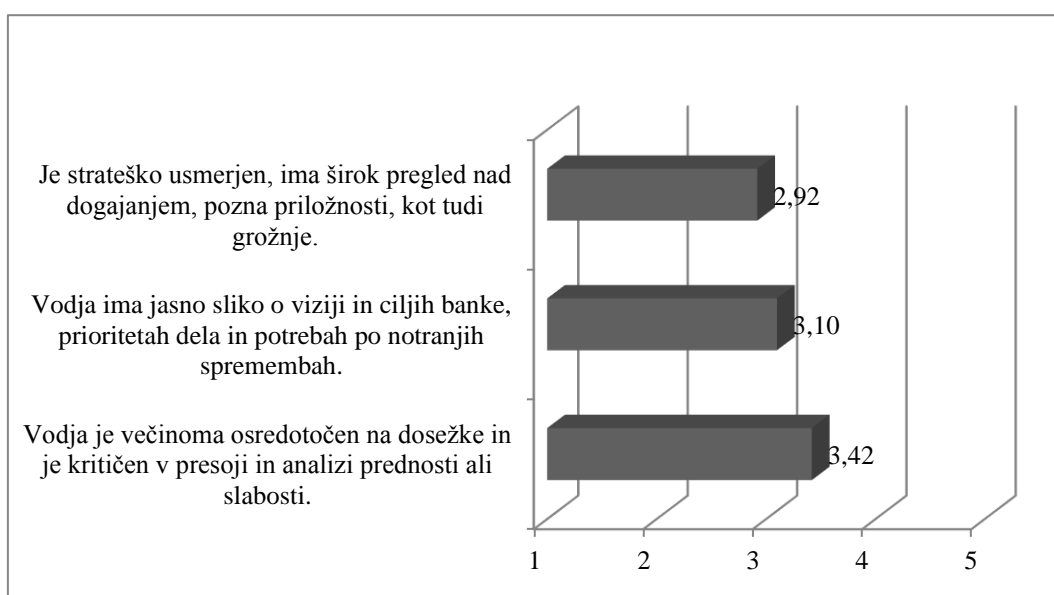 Je strateško usmerjen, ima širok pregled nad
dogajanjem, pozna priložnosti, kot tudi
grožnje.
2,92
Vodja ima jasno sliko o viziji in ciljih banke,
prioritetah dela in potrebah po notranjih
spremembah.
3,10
Vodja je večinoma osredotočen na dosežke in
je kritičen v presoji in analizi prednosti ali
slabosti.
3,42
1 2 3 4 5